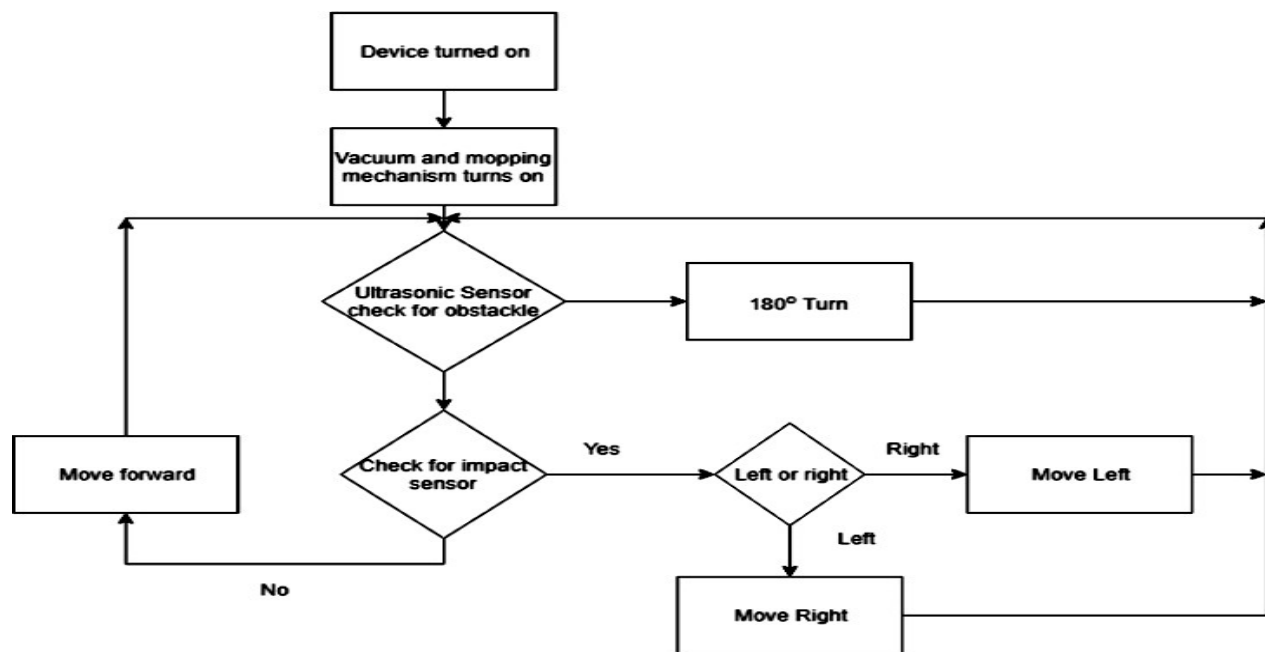 Device turned on
Vacuum and mopping
mechanism turns on
Ultrasonic Sensor
check for obstackle
180° Turn
Move forward
Check for impact
sensor
Yes
Left or right
Right
Move Left
Left
No
Move Right